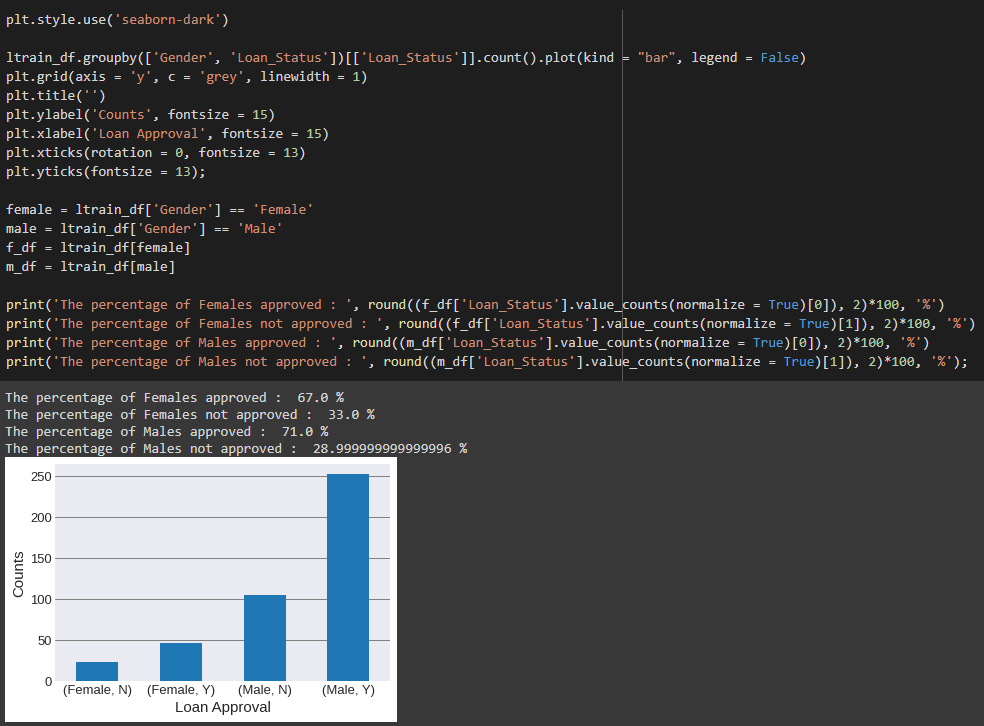 plt.style.use('seaborn-dark')
ltrain_df.groupby(['Gender', 'Loan_Status'])[['Loan_Status']].count().plot(kind = "bar", legend = False)
plt.grid(axis = 'y', c = 'grey', linewidth = 1)
plt.title('')
plt.ylabel('Counts', fontsize = 15)
plt.xlabel('Loan Approval', fontsize = 15)
plt.xticks(rotation = 0, fontsize = 13)
plt.yticks(fontsize = 13);
female = ltrain_df['Gender'] == 'Female'
male = ltrain_df['Gender'] == 'Male'
f_df = ltrain_df[female]
m_df = ltrain_df[male]
print('The percentage of Females approved : ', round((f_df['Loan_Status'].value_counts(normalize = True)[0]), 2)*100, '%')
print('The percentage of Females not approved : ', round((f_df['Loan_Status'].value_counts(normalize = True)[1]), 2)*100, '%')
print('The percentage of Males approved : ', round((m_df['Loan_Status'].value_counts(normalize = True)[0]), 2)*100, '%')
print('The percentage of Males not approved : ', round((m_df['Loan_Status'].value_counts(normalize = True)[1]), 2)*100, '%');
The percentage of Females approved :  67.0 %
The percentage of Females not approved :  33.0 %
The percentage of Males approved :  71.0 %
The percentage of Males not approved :  28.999999999999996 %
250
200
150
100
50
0
Counts
(Female, N) (Female, Y) (Male, N) (Male, Y)
Loan Approval